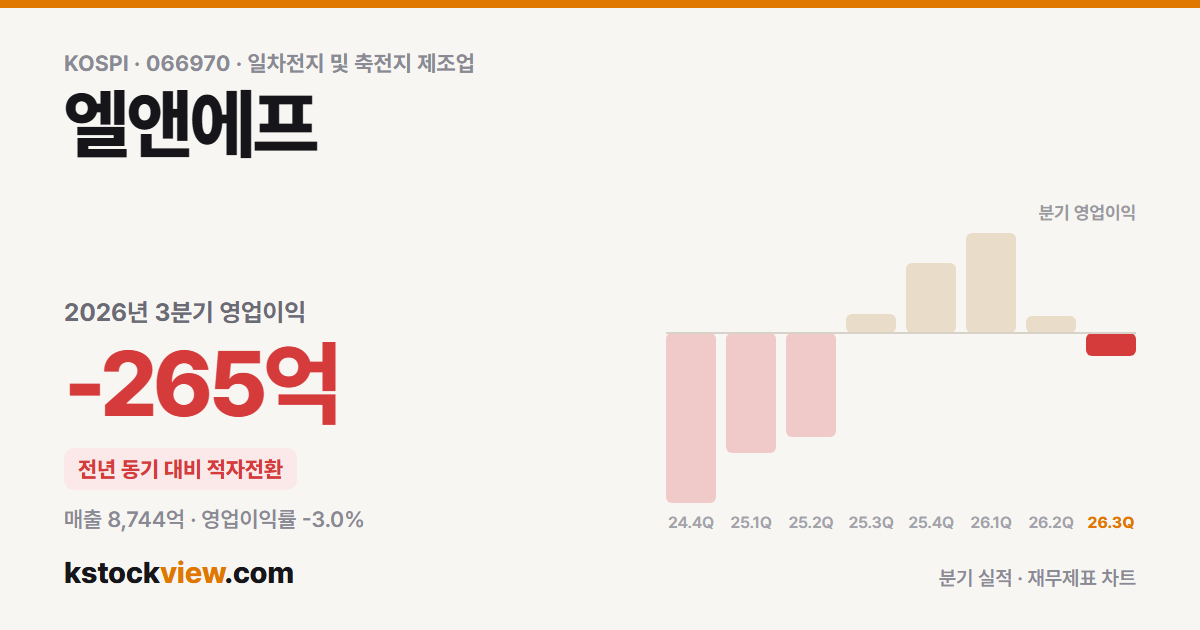 KOSPI · 066970 · 일차전지 및 축전지 제조업
엘앤에프
분기 영업이익
2026년 3분기 영업이익
-265억
전년 동기 대비 적자전환
매출 8,744억 · 영업이익률 -3.0%
24.4Q 25.1Q 25.2Q 25.3Q 25.4Q 26.1Q 26.2Q 26.3Q
kstockview.com
분기 실적 · 재무제표 차트